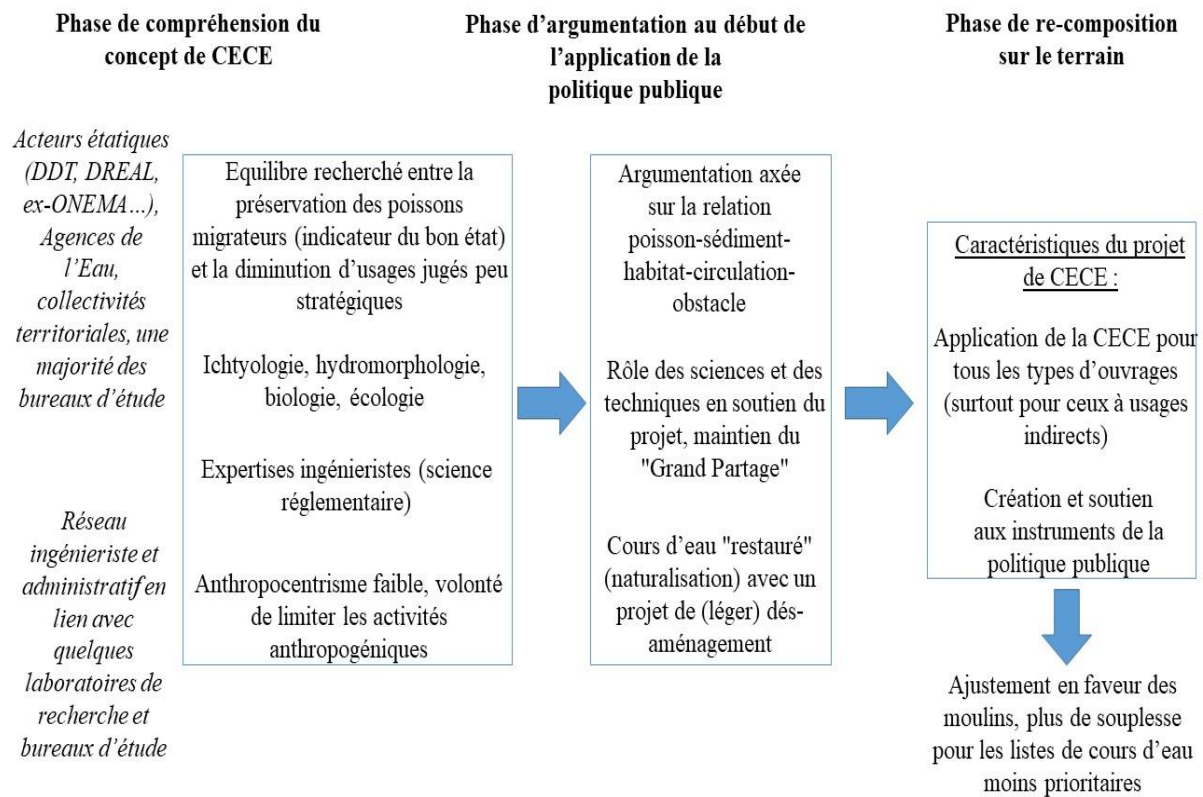 Phase de compréhension du
concept de CECE
Phase d’argumentation au début de
l’application de la
politique publique
Phase de re-composition
sur le terrain
Acteurs étatiques
(DDT, DREAL,
ex-ONEMA…),
Agences de
l’Eau,
collectivités
territoriales, une
majorité des
bureaux d’étude
Réseau
ingénieriste et
administratif en
lien avec
quelques
laboratoires de
recherche et
bureaux d’étude
Equilibre recherché entre la
préservation des poissons
migrateurs (indicateur du bon état)
et la diminution d’usages jugés peu
stratégiques
Ichtyologie, hydromorphologie,
biologie, écologie
Expertises ingénieristes (science
réglementaire)
Anthropocentrisme faible, volonté
de limiter les activités
anthropogéniques
Argumentation axée
sur la relation
poisson-sédiment-
habitat-circulation-
obstacle
Rôle des sciences et des
techniques en soutien du
projet, maintien du
"Grand Partage"
Cours d’eau "restauré"
(naturalisation) avec un
projet de (léger) dés-
aménagement
Caractéristiques du projet
de CECE :
Application de la CECE pour
tous les types d’ouvrages
(surtout pour ceux à usages
indirects)
Création et soutien
aux instruments de la
politique publique
Ajustement en faveur des
moulins, plus de souplesse
pour les listes de cours d’eau
moins prioritaires